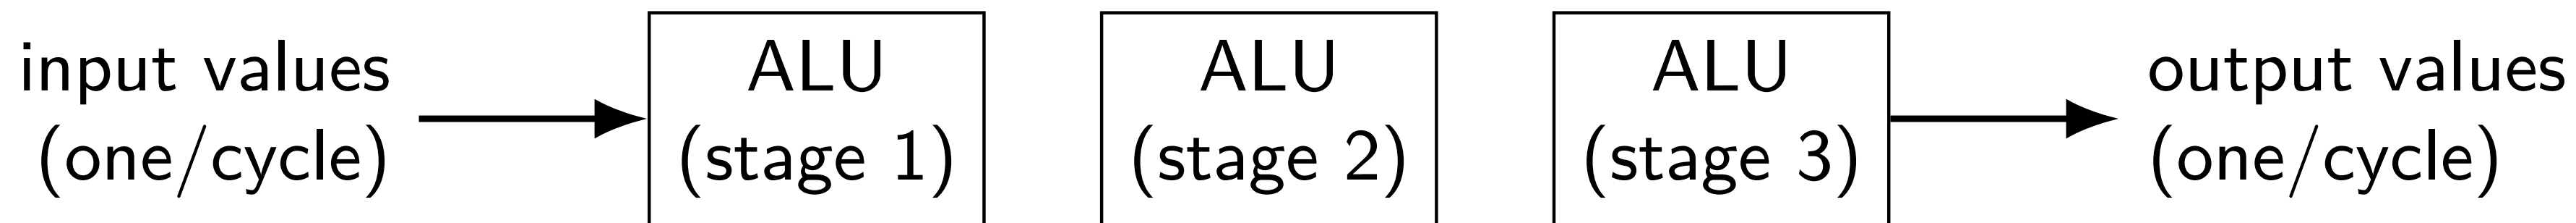 input values
(one/cycle)
ALU
(stage 1)
ALU
(stage 2)
ALU
(stage 3)
output values
(one/cycle)